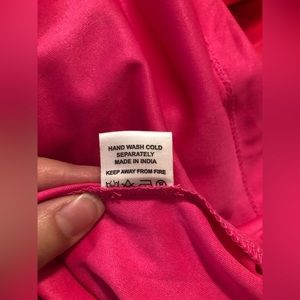 HAND WASH COLD
SEPARATELY
MADE IN INDIA
KEEP AWAY FROM FIRE